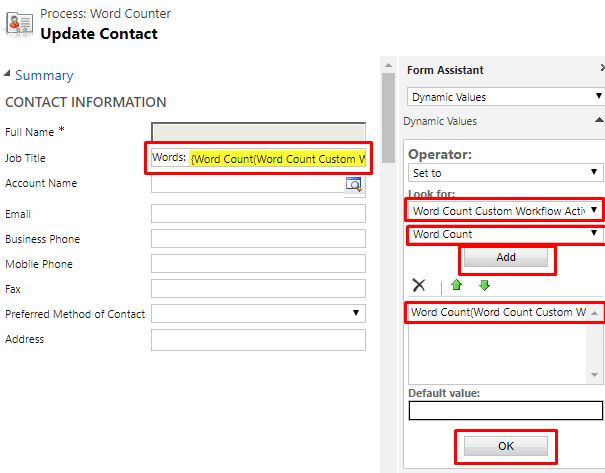 Process: Word Counter
Update Contact
Summary
CONTACT INFORMATION
Full Name *
Job Title Words: {Word Count(Word Count Custom W
Account Name
Email
Business Phone
Mobile Phone
Fax
Preferred Method of Contact
Address
Form Assistant
Dynamic Values
Dynamic Values
Operator:
Set to
Look for:
Word Count Custom Workflow Activ
Word Count
Add
Word Count(Word Count Custom W
Default value:
OK